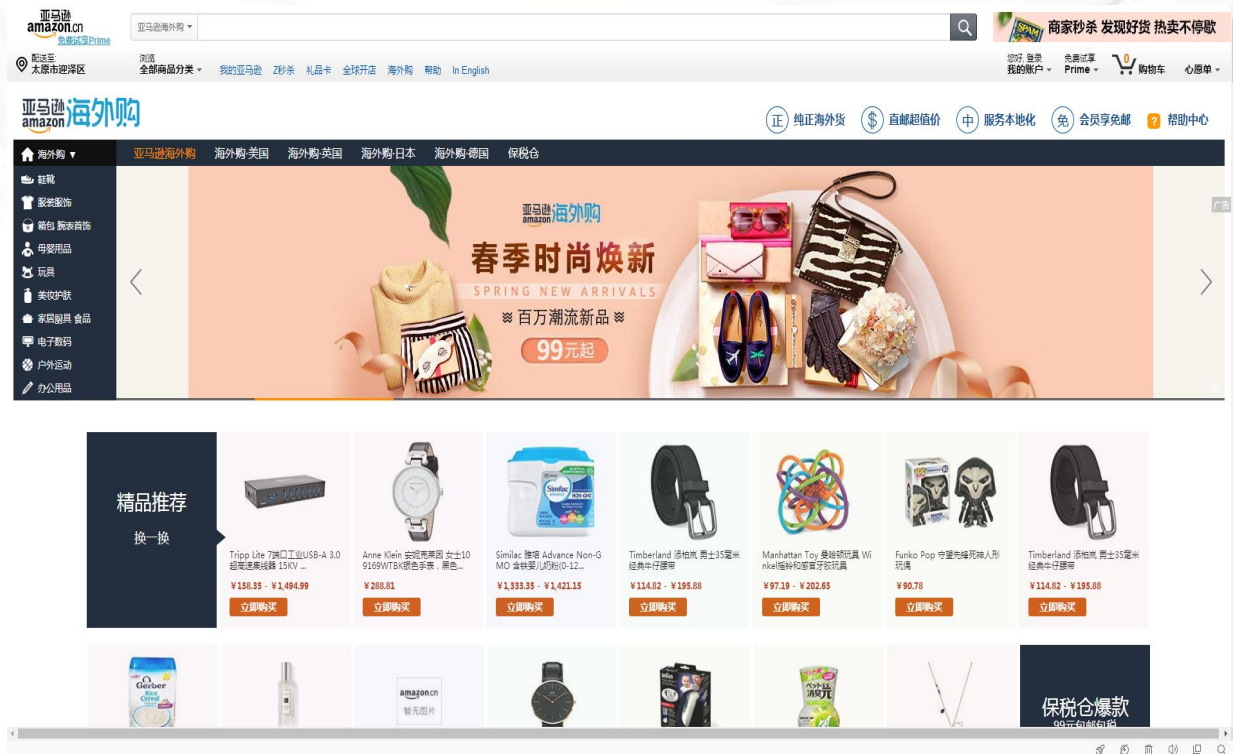 亚马逊
amazon.cn
免费试享Prime
亚马逊海外购
商家秒杀 发现好货 热卖不停歇
配送至:
太原市迎泽区
浏览
全部商品分类
我的亚马逊 Z秒杀 礼品卡 全球开店 海外购 帮助 In English
您好, 登录
我的账户
免费试享
Prime
0
购物车
心愿单
亚马逊
amazon
海外购
正 纯正海外货
$ 直邮超值价
中 服务本地化
免 会员享免邮
? 帮助中心
海外购
亚马逊海外购 海外购·美国 海外购·英国 海外购·日本 海外购·德国 保税仓
鞋靴
服装服饰
箱包 腕表首饰
母婴用品
玩具
美妆护肤
家居厨具 食品
电子数码
户外运动
办公用品
广告
亚马逊
amazon
海外购
春季时尚焕新
SPRING NEW ARRIVALS
百万潮流新品
99元起
精品推荐
换一换
Tripp Lite 7端口工业USB-A 3.0
超高速集线器 15KV ...
¥158.35 - ¥1,494.99
立即购买
Anne Klein 安妮克莱因 女士10
9169WTBK银色手表，黑色...
¥288.81
立即购买
Similac
NON-GMO
Similac 雅培 Advance Non-G
MO 含铁婴儿奶粉(0-12...
¥1,333.35 - ¥1,421.15
立即购买
Timberland 添柏岚 男士35毫米
经典牛仔腰带
¥114.82 - ¥195.88
立即购买
Manhattan Toy 曼哈顿玩具 Wi
nkel摇铃和感官牙胶玩具
¥97.19 - ¥202.65
立即购买
Funko Pop 守望先锋死神人形
玩偶
¥90.78
立即购买
Timberland 添柏岚 男士35毫米
经典牛仔腰带
¥114.82 - ¥195.88
立即购买
Gerber
Rice
Cereal
amazon.cn
暂无图片
BRAUN
ペット
消臭元
保税仓爆款
99元包邮包税